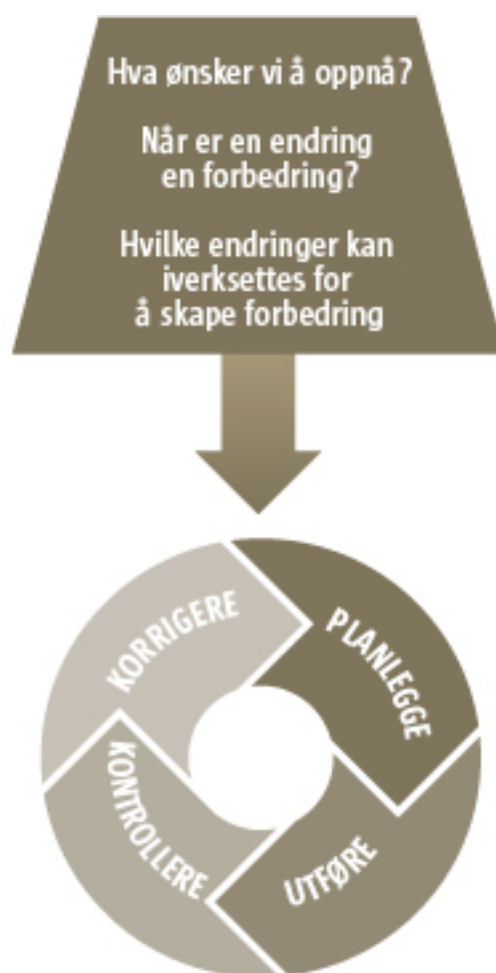 Hva ønsker vi å oppnå?
Når er en endring
en forbedring?
Hvilke endringer kan
iverksettes for
å skape forbedring
KORRIGERE
PLANLEGGE
KONTROLLERE
UTFØRE